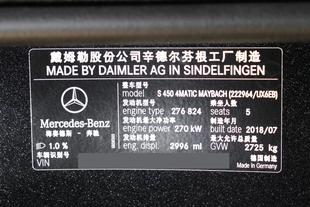 戴姆勒股份公司辛德尔芬根工厂制造
MADE BY DAIMLER AG IN SINDELFINGEN
整车型号
model S 450 4MATIC MAYBACH (222964/UX6EB)
发动机型号 乘坐人数
engine type 276 824 seats 5
发动机最大功率 制造年月
engine power 270 kW built date 2018/07
发动机排量 最大允许总质量
eng. displ. 2996 ml GVW 2725 kg
Mercedes-Benz
梅赛德斯-奔驰
1.0 %
车辆识别号
VIN
德国制造
Made in Germany